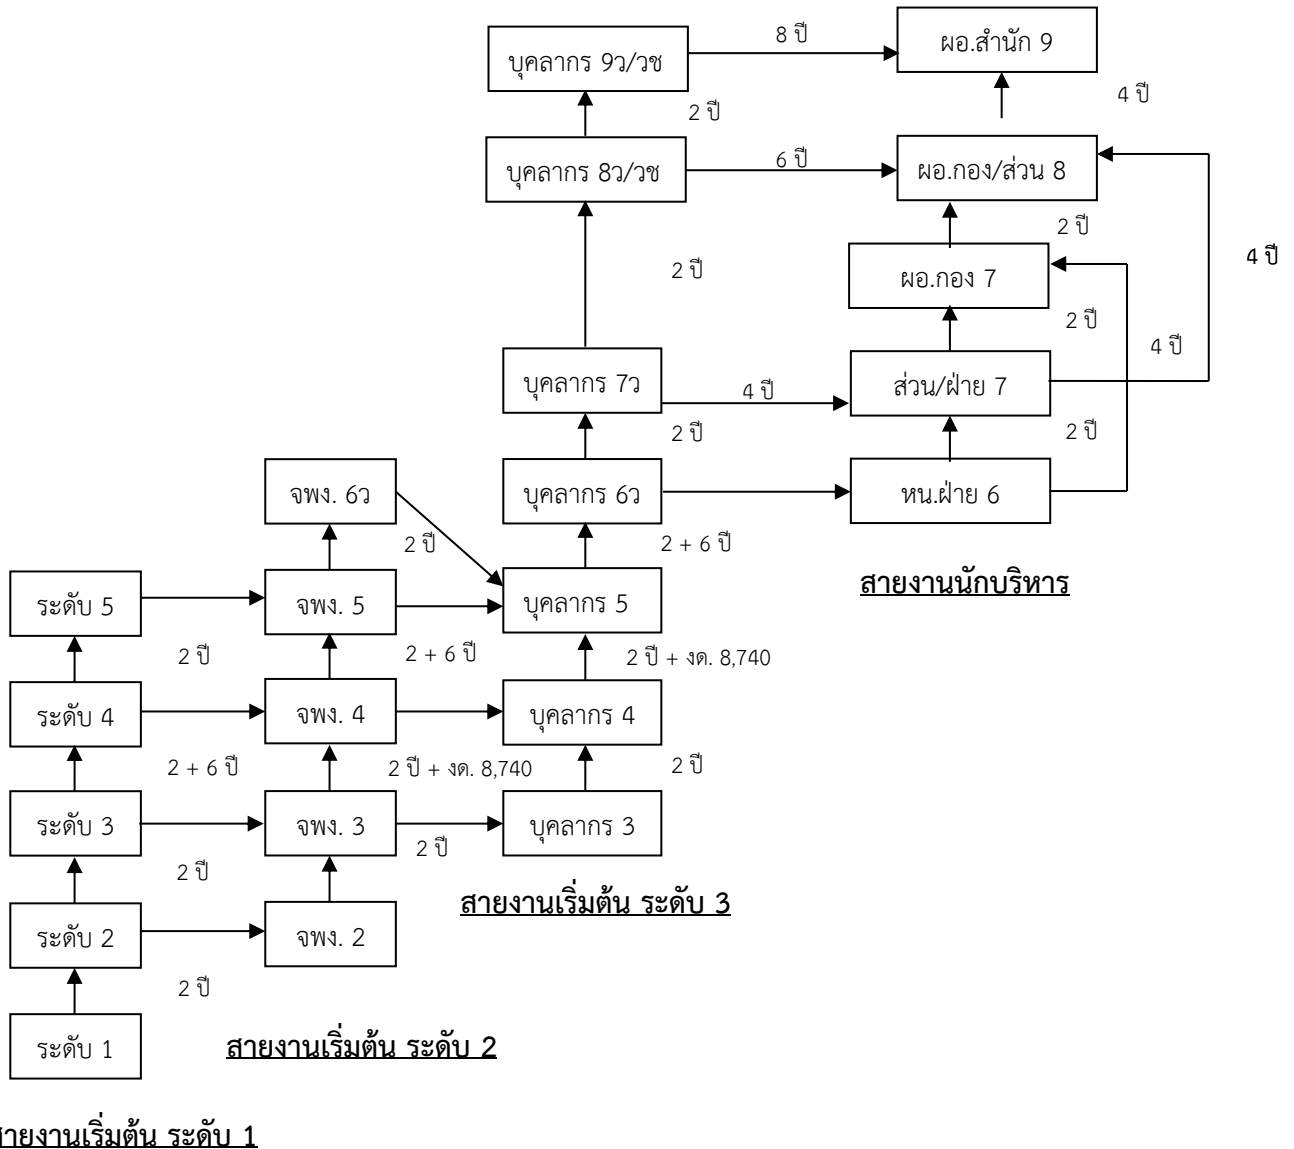 8 ปี
ผอ.สำนัก 9
บุคลากร 9ว/วช
4 ปี
2 ปี
6 ปี
ผอ.กอง/ส่วน 8
บุคลากร 8ว/วช
2 ปี
4 ปี
2 ปี
ผอ.กอง 7
2 ปี
4 ปี
บุคลากร 7ว
4 ปี
ส่วน/ฝ่าย 7
2 ปี
2 ปี
จพง. 6ว
บุคลากร 6ว
หน.ฝ่าย 6
2 ปี
2 + 6 ปี
สายงานนักบริหาร
ระดับ 5
จพง. 5
บุคลากร 5
2 ปี
2 + 6 ปี
2 ปี + งด. 8,740
ระดับ 4
จพง. 4
บุคลากร 4
2 + 6 ปี
2 ปี + งด. 8,740
2 ปี
ระดับ 3
จพง. 3
บุคลากร 3
2 ปี
2 ปี
สายงานเริ่มต้น ระดับ 3
ระดับ 2
จพง. 2
2 ปี
ระดับ 1
สายงานเริ่มต้น ระดับ 2
สายงานเริ่มต้น ระดับ 1